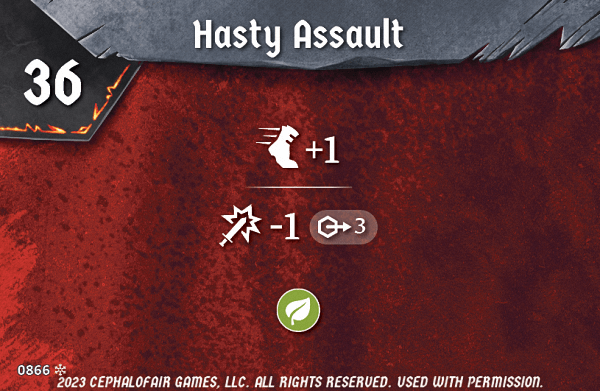 Hasty Assault
36
+1
-1 3
0866
2023 CEPHALOFAIR GAMES, LLC. ALL RIGHTS RESERVED. USED WITH PERMISSION.